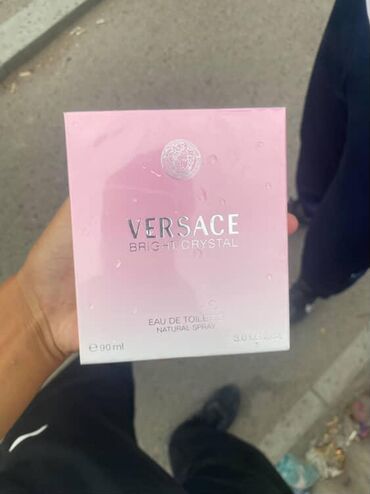 VERSACE
BRIGHT CRYSTAL
EAU DE TOILETTE
NATURAL SPRAY
℮ 90 ml